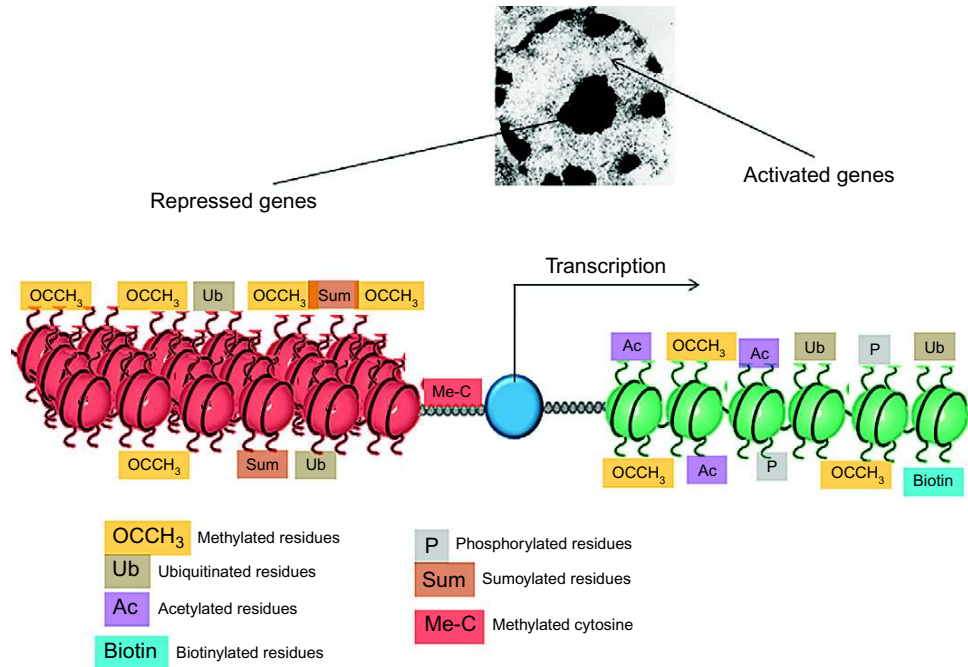 Repressed genes
Activated genes
Transcription
OCCH₃ OCCH₃ Ub OCCH₃ Sum OCCH₃
Ac OCCH₃ Ac Ub P Ub
Me-C
OCCH₃ Sum Ub
OCCH₃ Ac P OCCH₃ Biotin
OCCH₃ Methylated residues
Ub Ubiquitinated residues
Ac Acetylated residues
Biotin Biotinylated residues
P Phosphorylated residues
Sum Sumoylated residues
Me-C Methylated cytosine